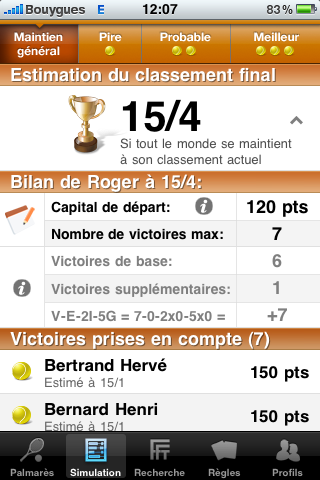 Bouygues E 12:07 83%
Maintien général Pire Probable Meilleur
Estimation du classement final
15/4
Si tout le monde se maintient
à son classement actuel
Bilan de Roger à 15/4:
Capital de départ: 120 pts
Nombre de victoires max: 7
Victoires de base: 6
Victoires supplémentaires: 1
V-E-2I-5G = 7-0-2x0-5x0 = +7
Victoires prises en compte (7)
Bertrand Hervé 150 pts
Estimé à 15/1
Bernard Henri 150 pts
Estimé à 15/1
Palmarès Simulation Recherche Règles Profils